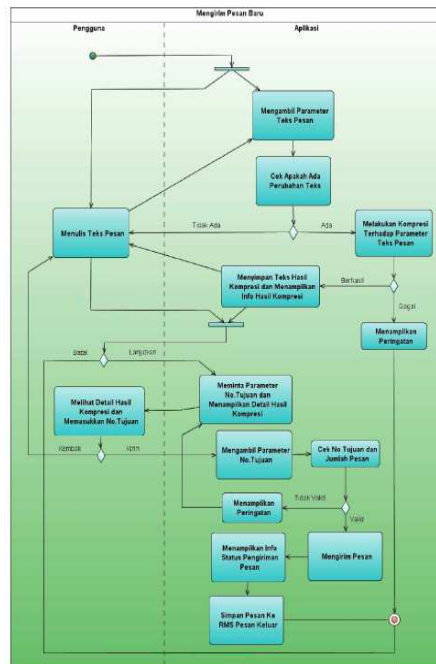 Mengirim Pesan Baru
Pengguna
Aplikasi
Mengambil Parameter
Teks Pesan
Cek Apakah Ada
Perubahan Teks
Tidak Ada
Ada
Menulis Teks Pesan
Melakukan Kompresi
Terhadap Parameter
Teks Pesan
Menyimpan Teks Hasil
Kompresi dan Menampilkan
Info Hasil Kompresi
Berhasil
Gagal
Menampilkan
Peringatan
Batal
Lanjutkan
Melihat Detail Hasil
Kompresi dan
Memasukkan No.Tujuan
Meminta Parameter
No.Tujuan dan
Menampilkan Detail Hasil
Kompresi
Kembali
Kirim
Mengambil Parameter
No.Tujuan
Cek No Tujuan dan
Jumlah Pesan
Tidak Valid
Menampilkan
Peringatan
Valid
Menampilkan Info
Status Pengiriman
Pesan
Mengirim Pesan
Simpan Pesan Ke
RMS Pesan Keluar